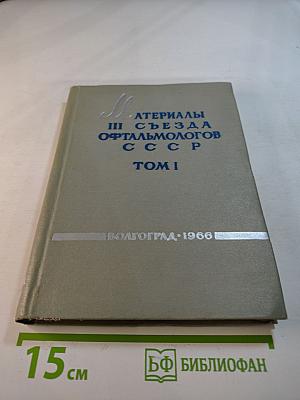 МАТЕРИАЛЫ
III СЪЕЗДА
ОФТАЛЬМОЛОГОВ
СССР
ТОМ I
ВОЛГОГРАД • 1966
15 см
БФ БИБЛИОФАН